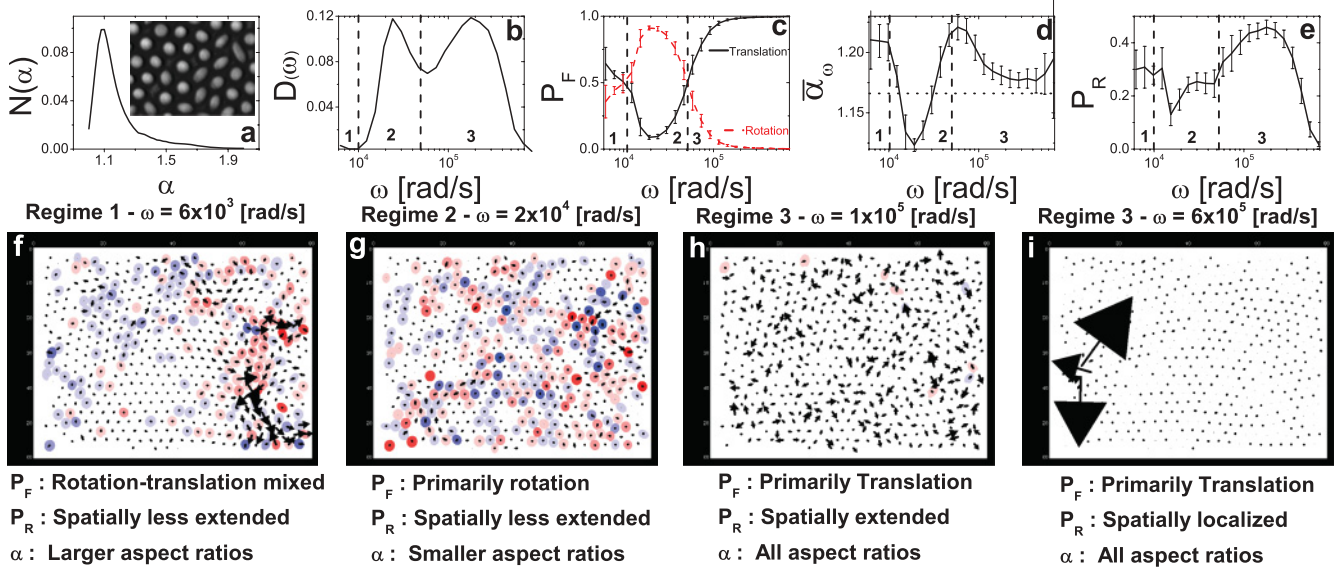 N(α)
0.10
0.05
0.00
1.1 1.5 1.9
α
a
D(ω)
0.12
0.08
0.04
1 2 3
10⁴ 10⁵
ω [rad/s]
b
P_F
1.0
0.5
0.0
Translation
Rotation
1 2 3
10⁴ 10⁵
ω [rad/s]
c
α̅_ω
1.20
1.15
1 2 3
10⁴ 10⁵
ω [rad/s]
d
P_R
0.4
0.2
0.0
1 2 3
10⁴ 10⁵
ω [rad/s]
e
Regime 1 - ω = 6x10³ [rad/s]
Regime 2 - ω = 2x10⁴ [rad/s]
Regime 3 - ω = 1x10⁵ [rad/s]
Regime 3 - ω = 6x10⁵ [rad/s]
f
g
h
i
P_F : Rotation-translation mixed
P_R : Spatially less extended
α : Larger aspect ratios
P_F : Primarily rotation
P_R : Spatially less extended
α : Smaller aspect ratios
P_F : Primarily Translation
P_R : Spatially extended
α : All aspect ratios
P_F : Primarily Translation
P_R : Spatially localized
α : All aspect ratios